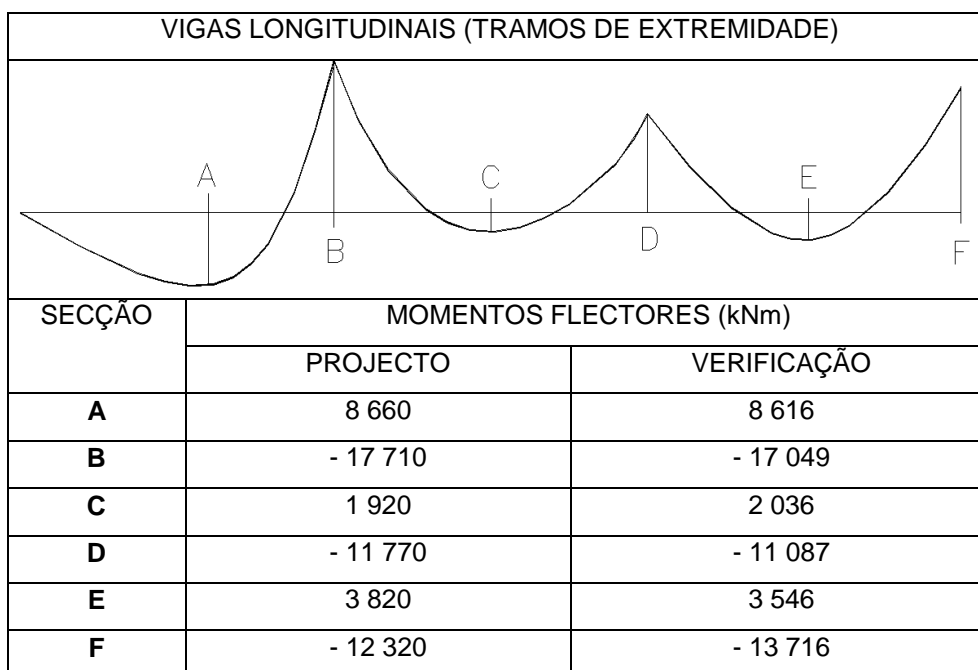 VIGAS LONGITUDINAIS (TRAMOS DE EXTREMIDADE)
A C E
B D F
SECÇÃO MOMENTOS FLECTORES (kNm)
PROJECTO VERIFICAÇÃO
A 8 660 8 616
B - 17 710 - 17 049
C 1 920 2 036
D - 11 770 - 11 087
E 3 820 3 546
F - 12 320 - 13 716